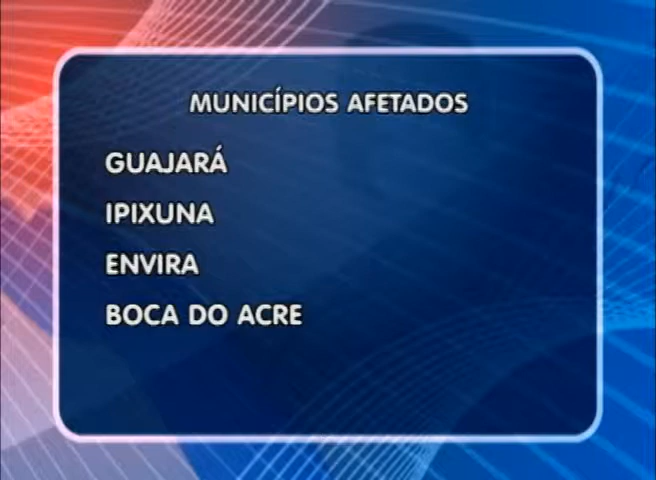 MUNICÍPIOS AFETADOS
GUAJARÁ
IPIXUNA
ENVIRA
BOCA DO ACRE